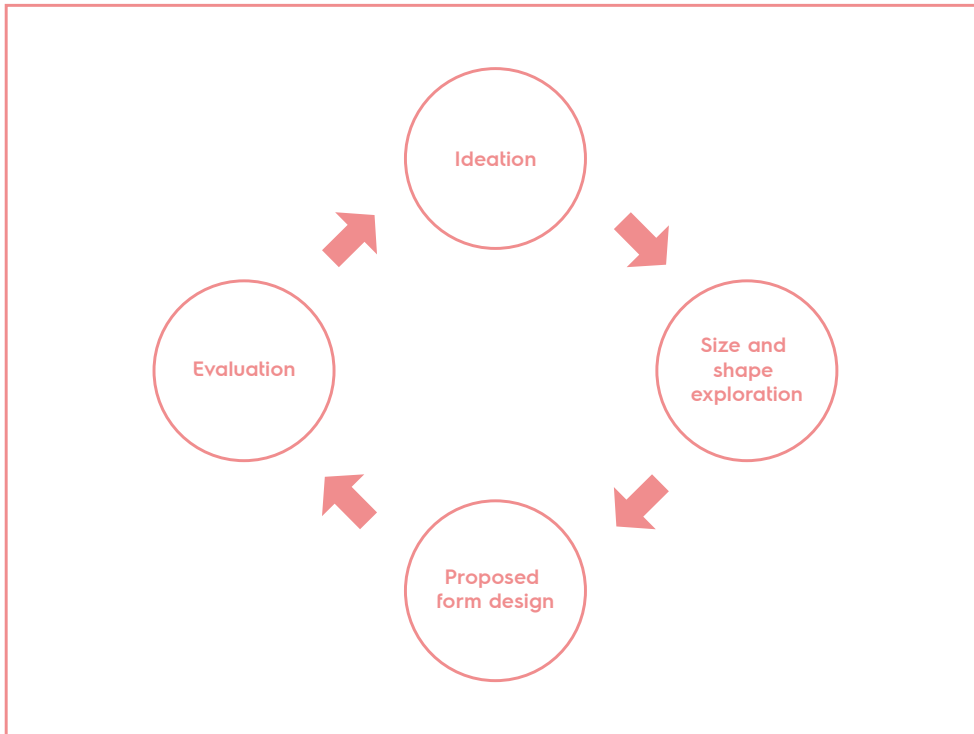 Ideation
Size and
shape
exploration
Proposed
form design
Evaluation